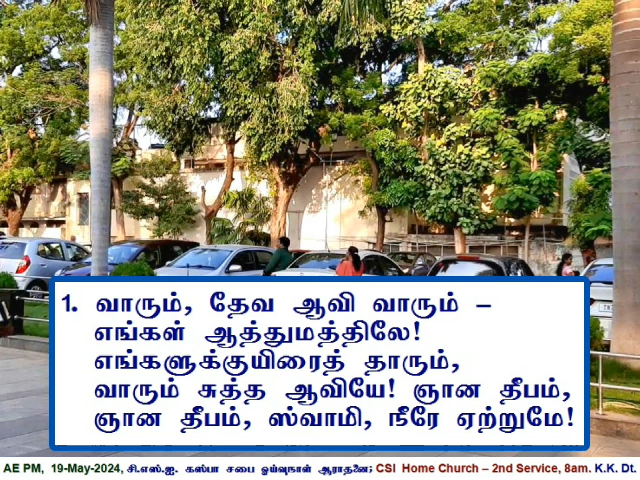 1. வாரும், தேவ ஆவி வாரும் –
எங்கள் ஆத்துமத்திலே!
எங்களுக்குயிரைத் தாரும்,
வாரும் சுத்த ஆவியே! ஞான தீபம்,
ஞான தீபம், ஸ்வாமி, நீரே ஏற்றுமே!
AE PM, 19-May-2024, சி.எஸ்.ஐ. கஸ்பா சபை ஓய்வுநாள் ஆராதனை; CSI Home Church – 2nd Service, 8am. K.K. Dt.